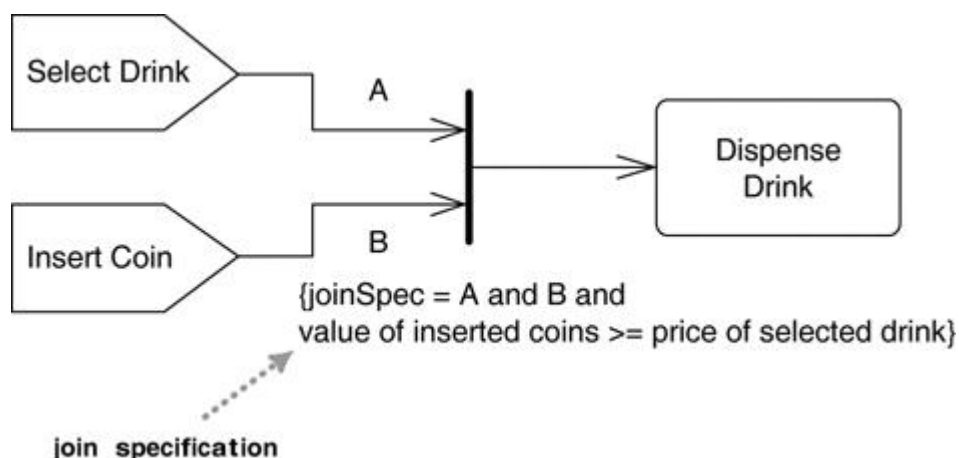 Select Drink
A
Dispense
Drink
Insert Coin
B
{joinSpec = A and B and
value of inserted coins >= price of selected drink}
join specification